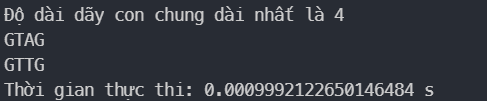 Độ dài dãy con chung dài nhất là 4
GTAG
GTTG
Thời gian thực thi: 0.0009992122650146484 s